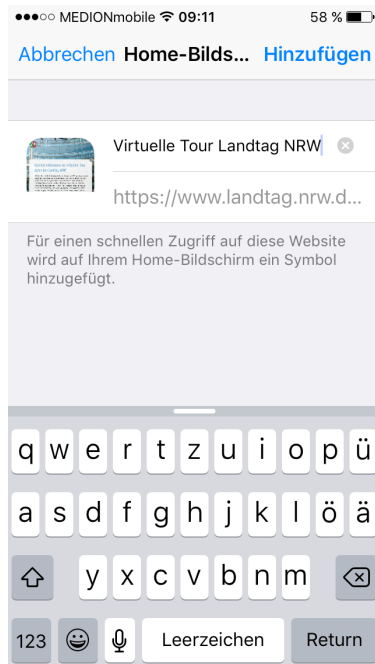 MEDIONmobile 09:11 58 %
Abbrechen Home-Bilds... Hinzufügen
Virtuelle Tour Landtag NRW
https://www.landtag.nrw.d...
Für einen schnellen Zugriff auf diese Website
wird auf Ihrem Home-Bildschirm ein Symbol
hinzugefügt.
q w e r t z u i o p ü
a s d f g h j k l ö ä
y x c v b n m
123 Leerzeichen Return